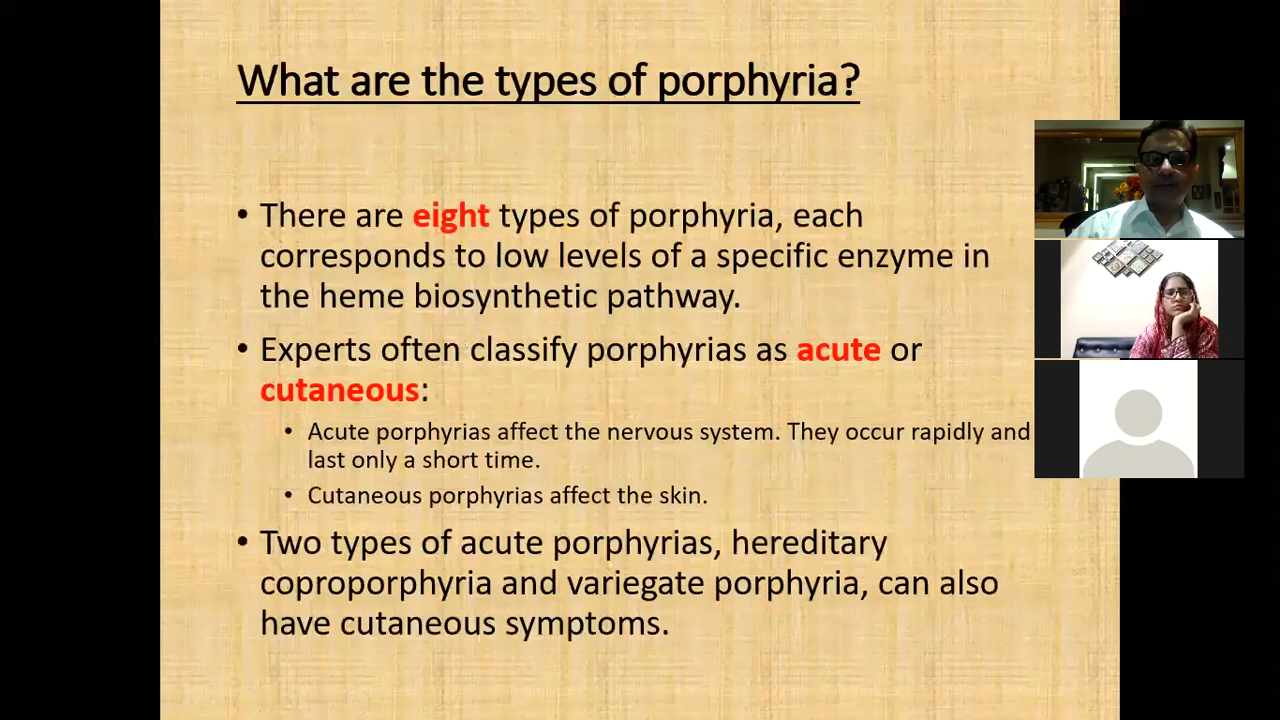 What are the types of porphyria?
• There are eight types of porphyria, each
corresponds to low levels of a specific enzyme in
the heme biosynthetic pathway.
• Experts often classify porphyrias as acute or
cutaneous:
• Acute porphyrias affect the nervous system. They occur rapidly and
last only a short time.
• Cutaneous porphyrias affect the skin.
• Two types of acute porphyrias, hereditary
coproporphyria and variegate porphyria, can also
have cutaneous symptoms.